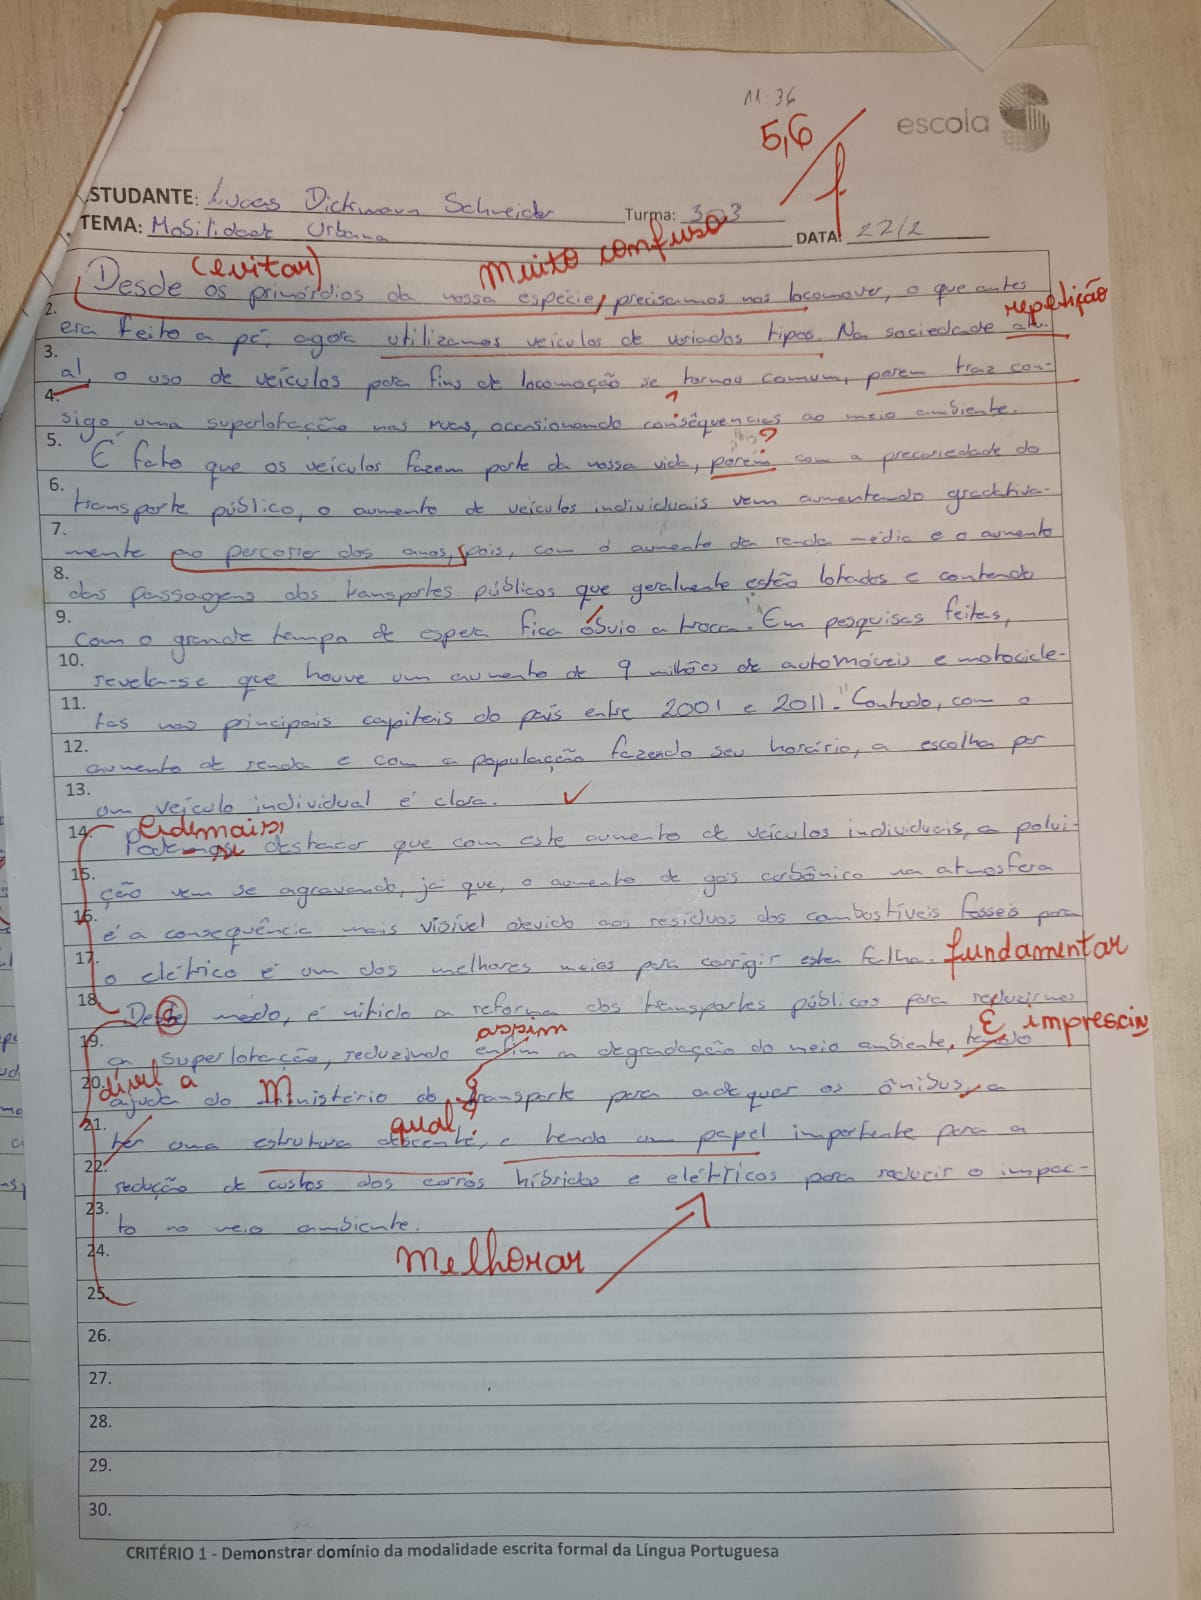 11:36
5,6
escola
STUDANTE: Lucas Dickmann Schneider Turma: 303
TEMA: Mobilidade Urbana DATA: 27/2
(evitar) Muito confuso
Desde os primórdios da nossa espécie, precisamos nos locomover, o que antes
2.
repetição
era feito a pé, agora utilizamos veículos de variados tipos. Na sociedade atu-
3.
al, o uso de veículos para fins de locomoção se tornou comum, porem traz con-
4.
sigo uma superlotação nas ruas, ocasionando consêquencias ao meio ambiente.
5.
?
É fato que os veículos fazem parte da nossa vida, porém com a precariedade do
6.
transporte público, o aumento de veículos individuais vem aumentando gradativa-
7.
mente ao percorrer dos anos, pois, com o aumento da renda média e o aumento
8.
das passagens dos transportes públicos que geralmente estão lotados e contendo
9.
com o grande tempo de espera fica óbvio a troca. "Em pesquisas feitas,
10.
revela-se que houve um aumento de 9 milhões de automóveis e motocicle-
11.
tas nas principais capitais do país entre 2001 e 2011." Contudo, com o
12.
aumento de renda e com a população fazendo seu horário, a escolha por
13.
um veículo individual é clara.
14.
demais,
destacar que com este aumento de veículos individuais, a polui-
15.
ção vem se agravando, já que, o aumento de gás carbônico na atmosfera
16.
é a consequência mais visível devido aos resíduos dos combustíveis fosseis para
17.
o elétrico é um dos melhores meios para corrigir esta falha. fundamentar
18.
modo, é nítido a reforma dos transportes públicos para reduzirmos
19.
assim É imprescin
a superlotação, reduzindo enfim a degradação do meio ambiente, tendo
20.
dível a
ajuda do Ministério do transporte para adequar os ônibus, a
21.
qual,
ter uma estrutura descente, e tendo um papel importante para a
22.
redução de custos dos carros híbridos e elétricos para reduzir o impac-
23.
to no meio ambiente.
24.
Melhorar
25.
26.
27.
28.
29.
30.
CRITÉRIO 1 - Demonstrar domínio da modalidade escrita formal da Língua Portuguesa